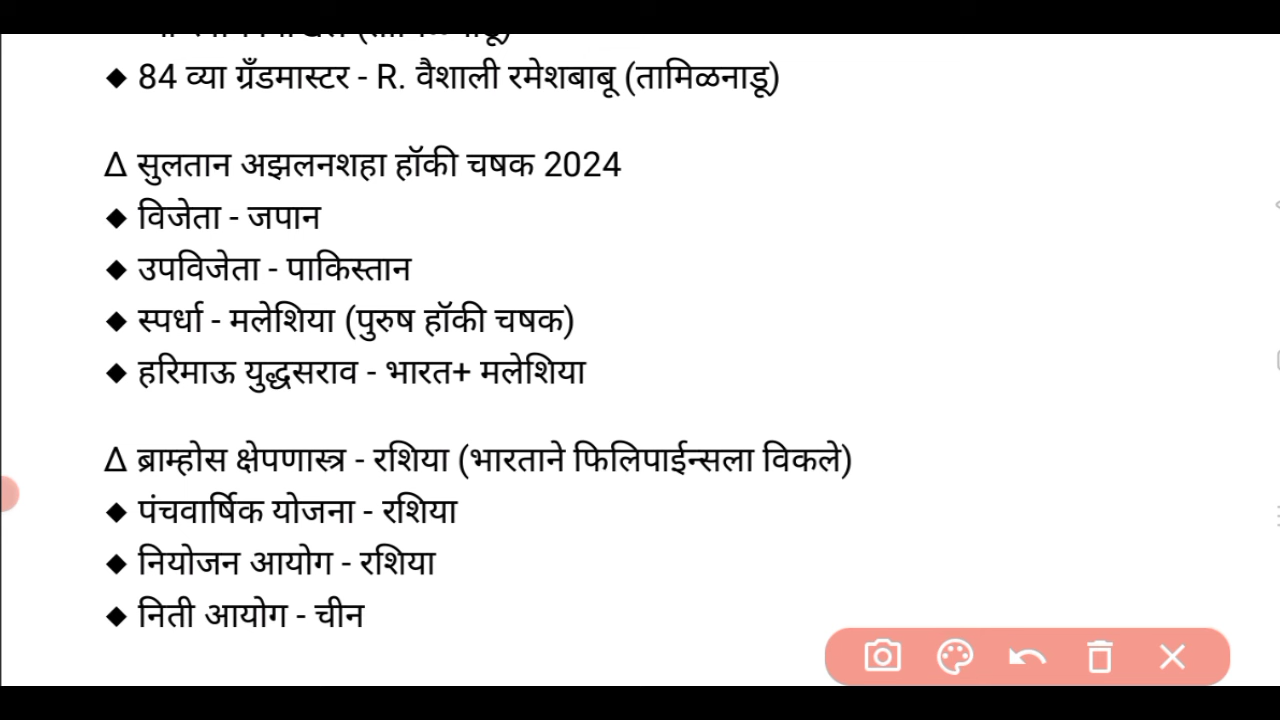 ◆ 84 व्या ग्रँडमास्टर - R. वैशाली रमेशबाबू (तामिळनाडू)
Δ सुलतान अझलनशहा हॉकी चषक 2024
◆ विजेता - जपान
◆ उपविजेता - पाकिस्तान
◆ स्पर्धा - मलेशिया (पुरुष हॉकी चषक)
◆ हरिमाऊ युद्धसराव - भारत+ मलेशिया
Δ ब्राम्होस क्षेपणास्त्र - रशिया (भारताने फिलिपाईन्सला विकले)
◆ पंचवार्षिक योजना - रशिया
◆ नियोजन आयोग - रशिया
◆ निती आयोग - चीन